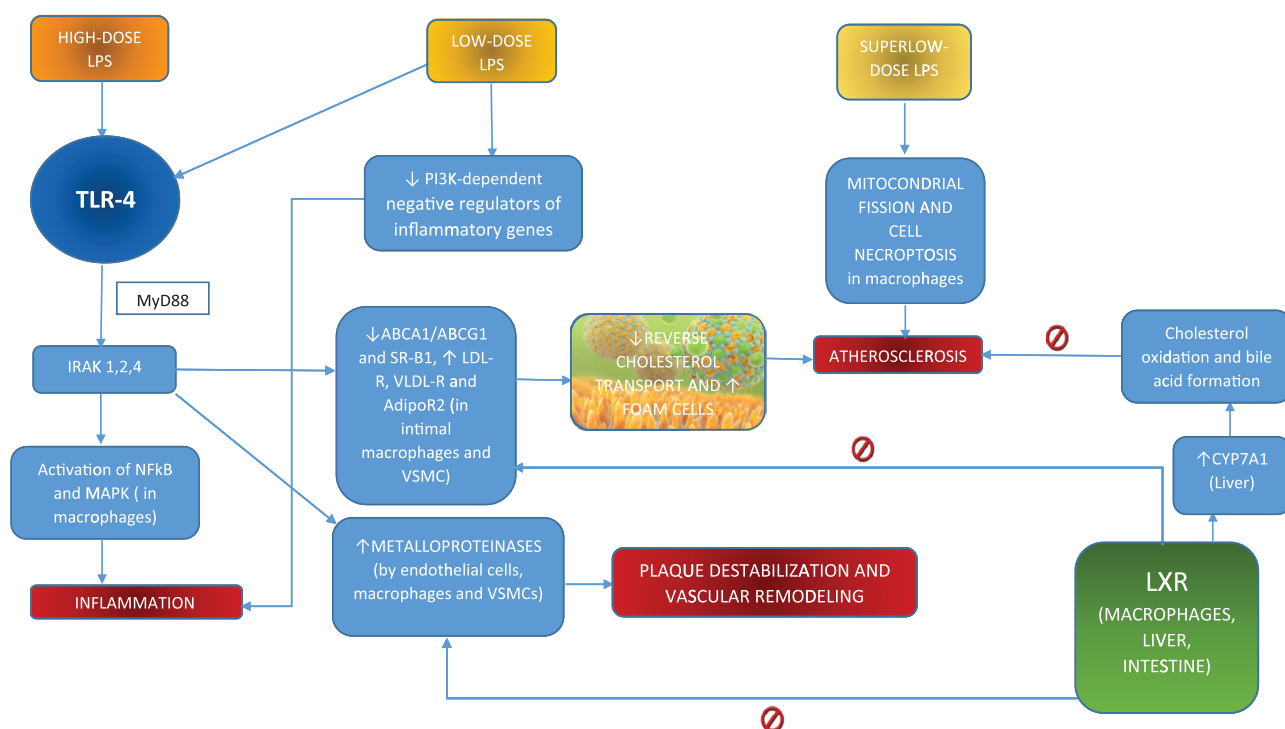 HIGH-DOSE
LPS
LOW-DOSE
LPS
SUPERLOW-
DOSE LPS
TLR-4
↓ PI3K-dependent
negative regulators of
inflammatory genes
MITOCONDRIAL
FISSION AND
CELL
NECROPTOSIS
in macrophages
MyD88
IRAK 1,2,4
↓ABCA1/ABCG1
and SR-B1, ↑ LDL-
R, VLDL-R and
AdipoR2 (in
intimal
macrophages and
VSMC)
↓REVERSE
CHOLESTEROL
TRANSPORT AND ↑
FOAM CELLS
ATHEROSCLEROSIS
Cholesterol
oxidation and bile
acid formation
Activation of NFkB
and MAPK ( in
macrophages)
↑CYP7A1
(Liver)
INFLAMMATION
↑METALLOPROTEINASES
(by endothelial cells,
macrophages and VSMCs)
PLAQUE DESTABILIZATION AND
VASCULAR REMODELING
LXR
(MACROPHAGES,
LIVER,
INTESTINE)